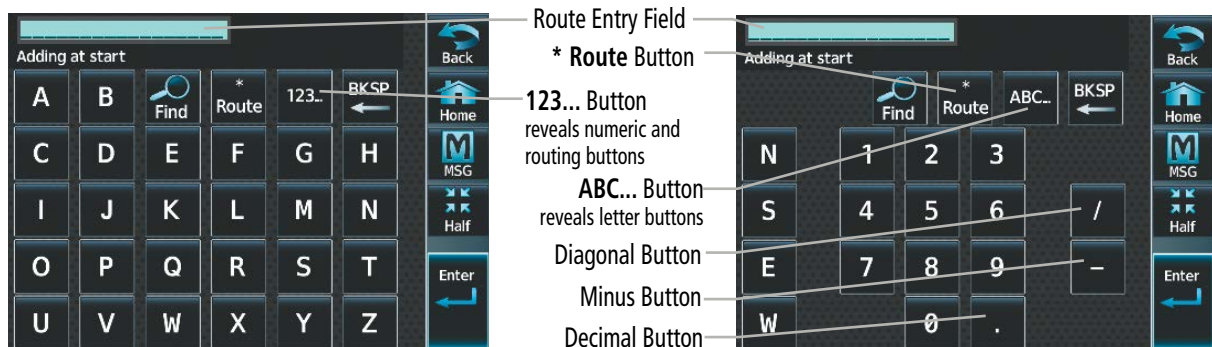 Adding at start
Back
A B Find * Route 123... BKSP
Home
C D E F G H
MSG
I J K L M N
Half
O P Q R S T
Enter
U V W X Y Z
Route Entry Field
* Route Button
123... Button
reveals numeric and
routing buttons
ABC... Button
reveals letter buttons
Diagonal Button
Minus Button
Decimal Button
Adding at start
Back
Find * Route ABC... BKSP
Home
N 1 2 3
MSG
S 4 5 6 /
Half
E 7 8 9 –
Enter
W 0 .